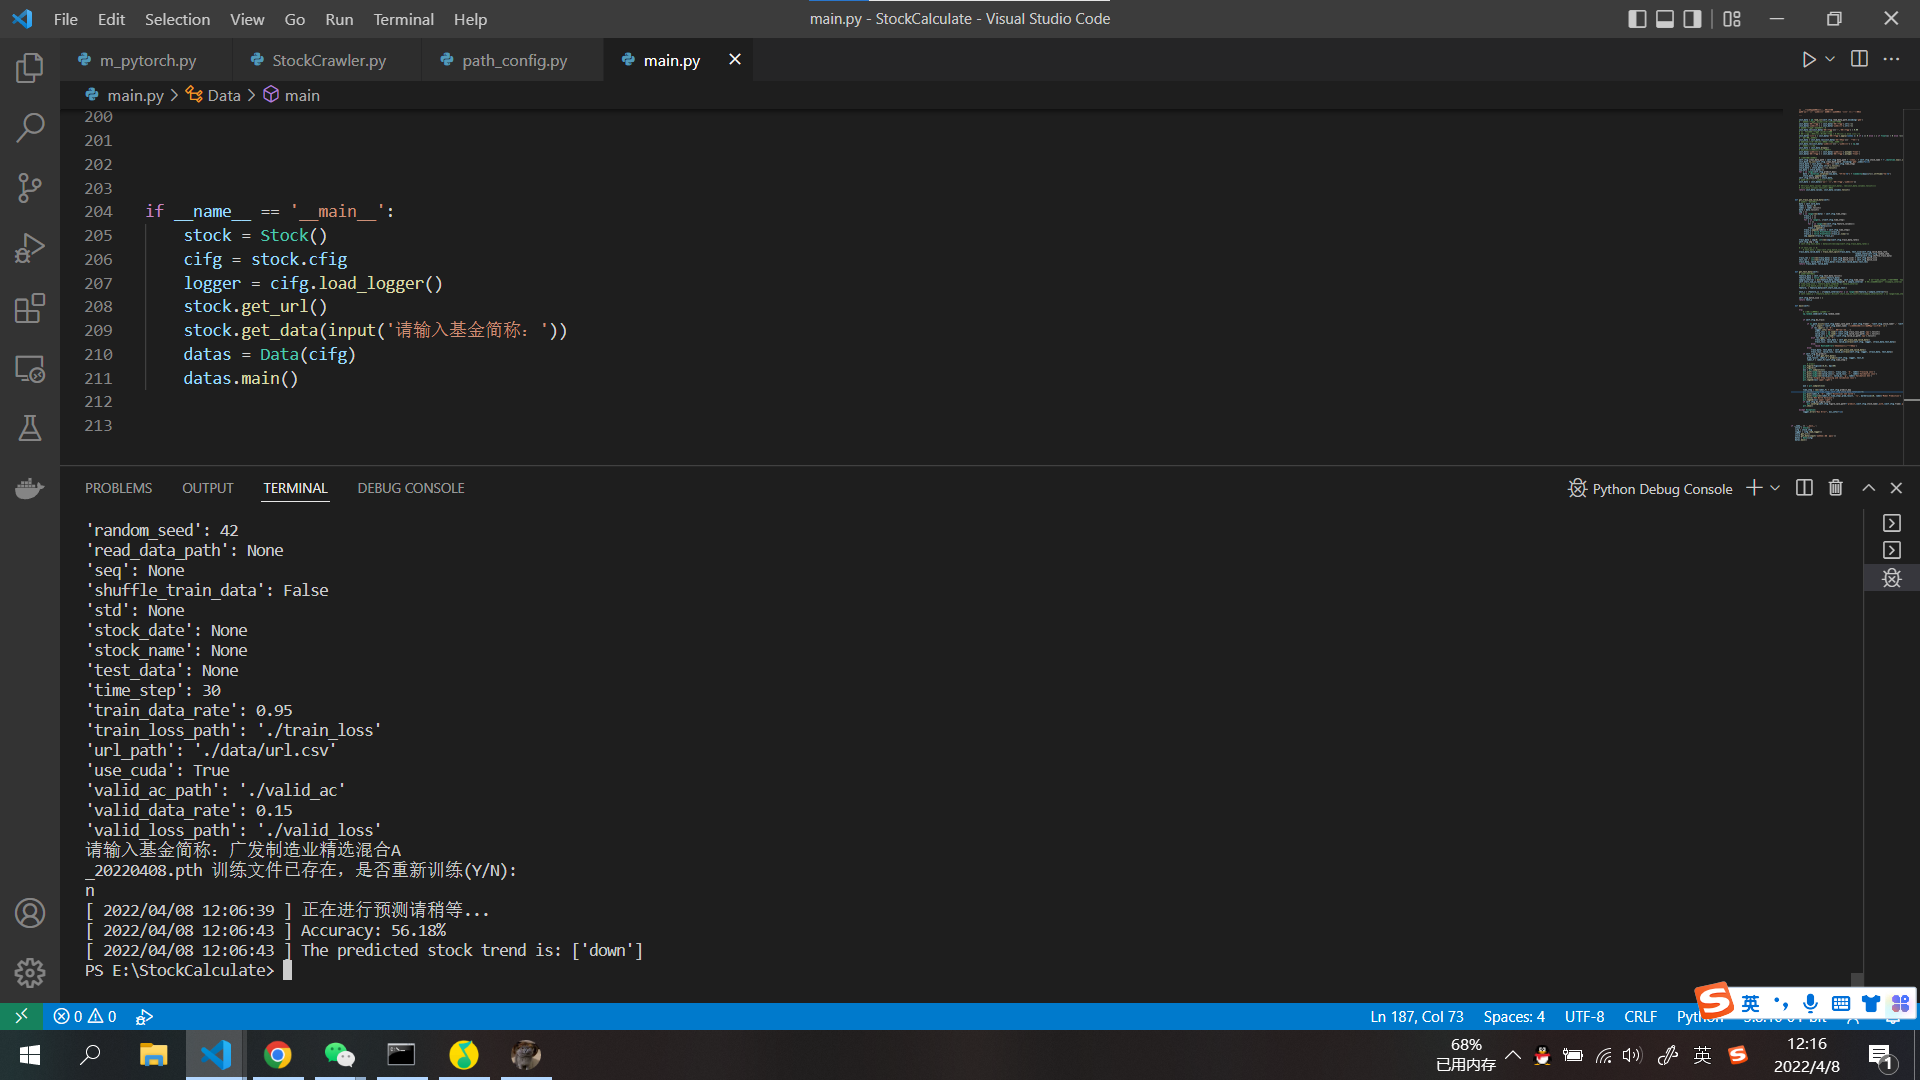 File Edit Selection View Go Run Terminal Help
main.py - StockCalculate - Visual Studio Code
m_pytorch.py StockCrawler.py path_config.py main.py
main.py > Data > main
200
201
202
203
204 if __name__ == '__main__':
205 stock = Stock()
206 cifg = stock.cfig
207 logger = cifg.load_logger()
208 stock.get_url()
209 stock.get_data(input('请输入基金简称：'))
210 datas = Data(cifg)
211 datas.main()
212
213
PROBLEMS OUTPUT TERMINAL DEBUG CONSOLE
Python Debug Console
'random_seed': 42
'read_data_path': None
'seq': None
'shuffle_train_data': False
'std': None
'stock_date': None
'stock_name': None
'test_data': None
'time_step': 30
'train_data_rate': 0.95
'train_loss_path': './train_loss'
'url_path': './data/url.csv'
'use_cuda': True
'valid_ac_path': './valid_ac'
'valid_data_rate': 0.15
'valid_loss_path': './valid_loss'
请输入基金简称：广发制造业精选混合A
_20220408.pth 训练文件已存在，是否重新训练(Y/N):
n
[ 2022/04/08 12:06:39 ] 正在进行预测请稍等...
[ 2022/04/08 12:06:43 ] Accuracy: 56.18%
[ 2022/04/08 12:06:43 ] The predicted stock trend is: ['down']
PS E:\StockCalculate>
英
0 0
Ln 187, Col 73 Spaces: 4 UTF-8 CRLF
68%
已用内存
英
12:16
2022/4/8
1